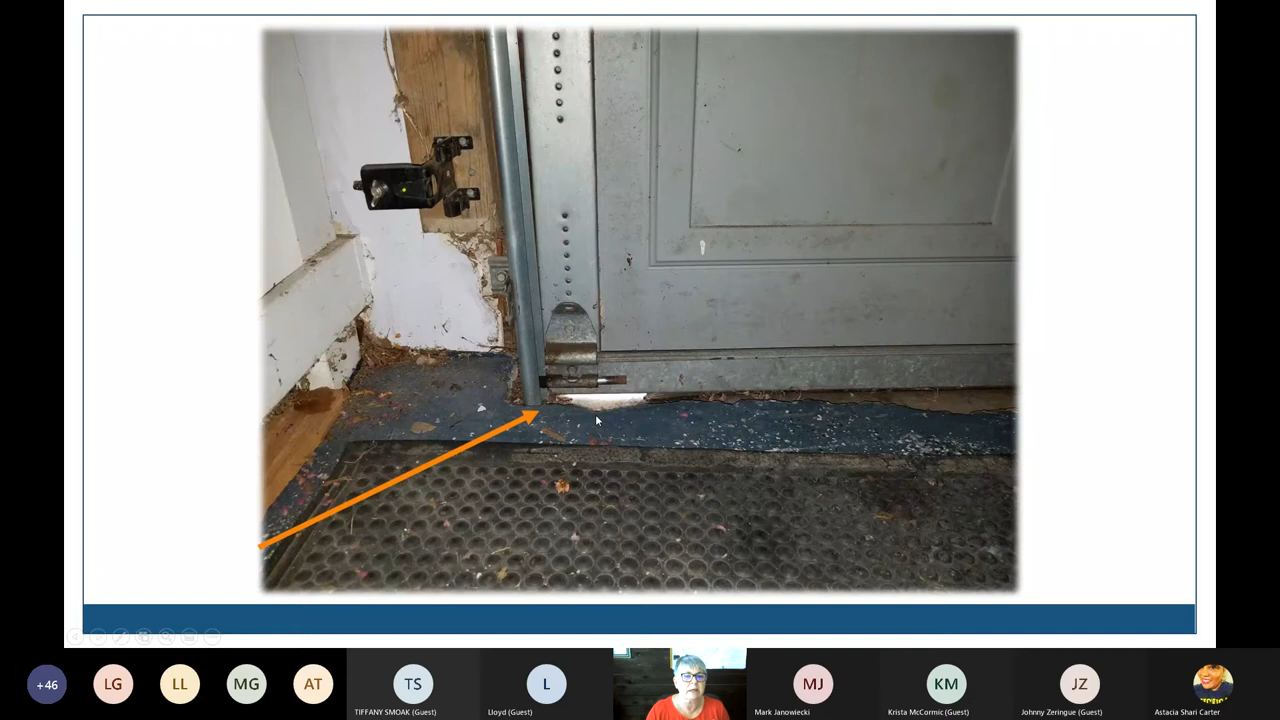 +46
LG
LL
MG
AT
TS
TIFFANY SMOAK (Guest)
L
Lloyd (Guest)
MJ
Mark Janowiecki
KM
Krista McCormic (Guest)
JZ
Johnny Zeringue (Guest)
Astacia Shari Carter